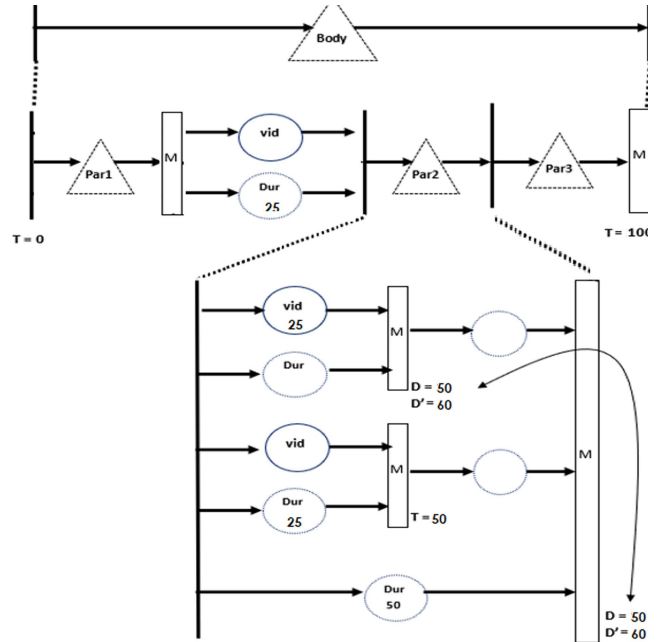 Body
vid
M
M
Par1
Par2
Par3
Dur
25
T = 0
T = 100
vid
25
M
Dur
D = 50
D' = 60
vid
M
M
Dur
25
T = 50
Dur
50
D = 50
D' = 60